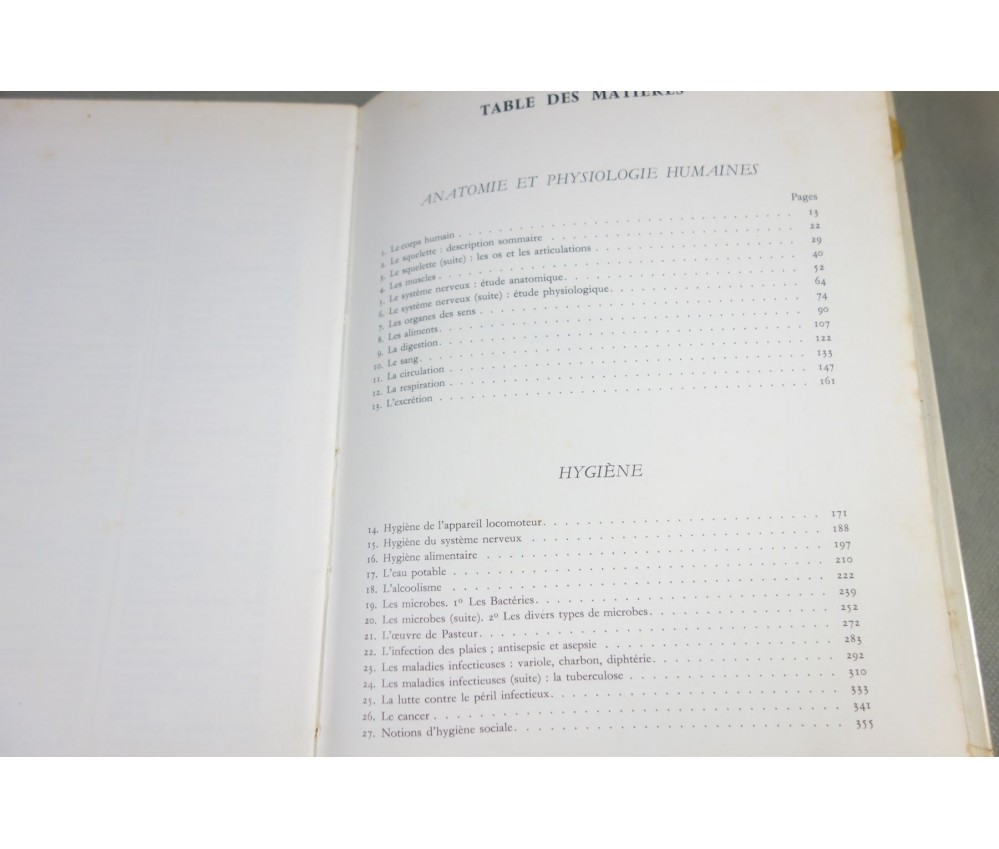 TABLE DES MATIÈRES
ANATOMIE ET PHYSIOLOGIE HUMAINES
Pages
1. Le corps humain . . . . . . . . . . . . . . . . . . . . 13
2. Le squelette : description sommaire . . . . . . . . . . . . . . . 22
3. Le squelette (suite) : les os et les articulations . . . . . . . . . . . . 29
4. Les muscles . . . . . . . . . . . . . . . . . . . . 40
5. Le système nerveux : étude anatomique . . . . . . . . . . . . . . 52
6. Le système nerveux (suite) : étude physiologique . . . . . . . . . . . 64
7. Les organes des sens . . . . . . . . . . . . . . . . . . 74
8. Les aliments . . . . . . . . . . . . . . . . . . . . 90
9. La digestion . . . . . . . . . . . . . . . . . . . . 107
10. Le sang . . . . . . . . . . . . . . . . . . . . . 122
11. La circulation . . . . . . . . . . . . . . . . . . . . 133
12. La respiration . . . . . . . . . . . . . . . . . . . . 147
13. L'excrétion . . . . . . . . . . . . . . . . . . . . 161
HYGIÈNE
14. Hygiène de l'appareil locomoteur . . . . . . . . . . . . . . . . 171
15. Hygiène du système nerveux . . . . . . . . . . . . . . . . . 188
16. Hygiène alimentaire . . . . . . . . . . . . . . . . . . . 197
17. L'eau potable . . . . . . . . . . . . . . . . . . . . 210
18. L'alcoolisme . . . . . . . . . . . . . . . . . . . . 222
19. Les microbes. 1º Les Bactéries . . . . . . . . . . . . . . . . 239
20. Les microbes (suite). 2º Les divers types de microbes . . . . . . . . . . 252
21. L'œuvre de Pasteur . . . . . . . . . . . . . . . . . . . 272
22. L'infection des plaies ; antisepsie et asepsie . . . . . . . . . . . . . 283
23. Les maladies infectieuses : variole, charbon, diphtérie . . . . . . . . . . 292
24. Les maladies infectieuses (suite) : la tuberculose . . . . . . . . . . . 310
25. La lutte contre le péril infectieux . . . . . . . . . . . . . . . 333
26. Le cancer . . . . . . . . . . . . . . . . . . . . . 341
27. Notions d'hygiène sociale . . . . . . . . . . . . . . . . . 355